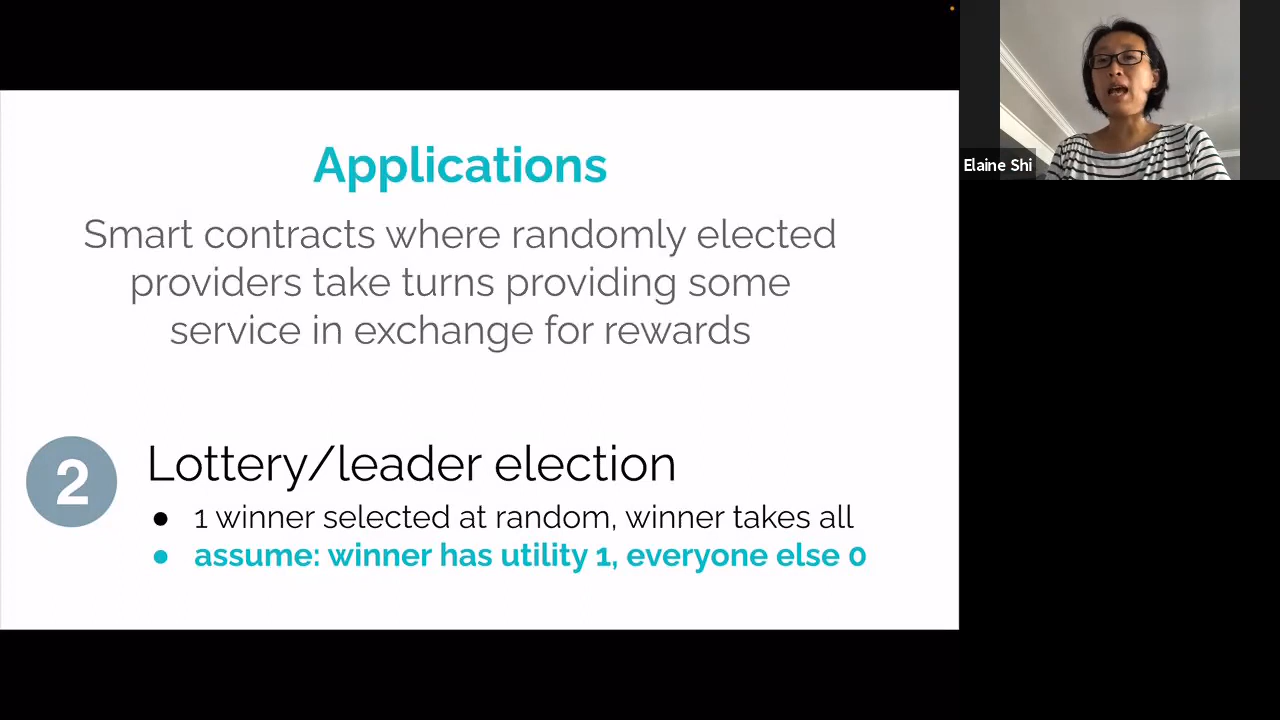 Applications
Smart contracts where randomly elected
providers take turns providing some
service in exchange for rewards
2
Lottery/leader election
● 1 winner selected at random, winner takes all
● assume: winner has utility 1, everyone else 0
Elaine Shi